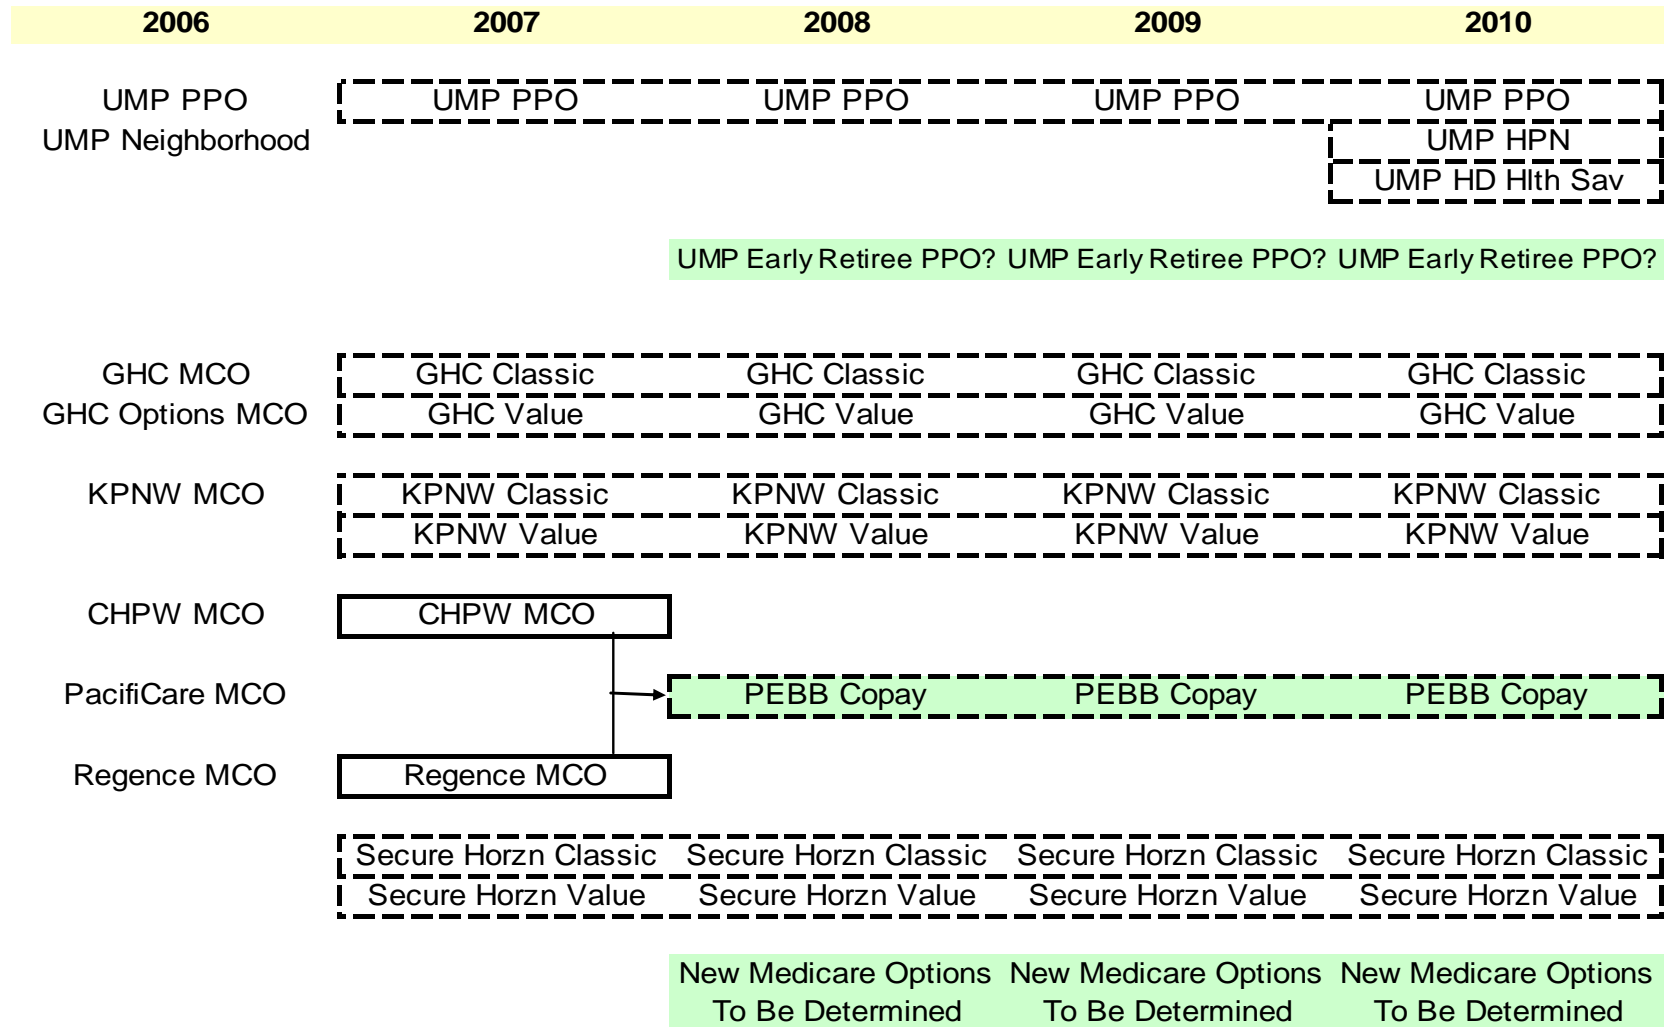 2006 2007 2008 2009 2010
UMP PPO UMP PPO UMP PPO UMP PPO UMP PPO
UMP Neighborhood UMP HPN
UMP HD Hlth Sav
UMP Early Retiree PPO? UMP Early Retiree PPO? UMP Early Retiree PPO?
GHC MCO GHC Classic GHC Classic GHC Classic GHC Classic
GHC Options MCO GHC Value GHC Value GHC Value GHC Value
KPNW MCO KPNW Classic KPNW Classic KPNW Classic KPNW Classic
KPNW Value KPNW Value KPNW Value KPNW Value
CHPW MCO CHPW MCO
PacifiCare MCO PEBB Copay PEBB Copay PEBB Copay
Regence MCO Regence MCO
Secure Horzn Classic Secure Horzn Classic Secure Horzn Classic Secure Horzn Classic
Secure Horzn Value Secure Horzn Value Secure Horzn Value Secure Horzn Value
New Medicare Options New Medicare Options New Medicare Options
To Be Determined To Be Determined To Be Determined